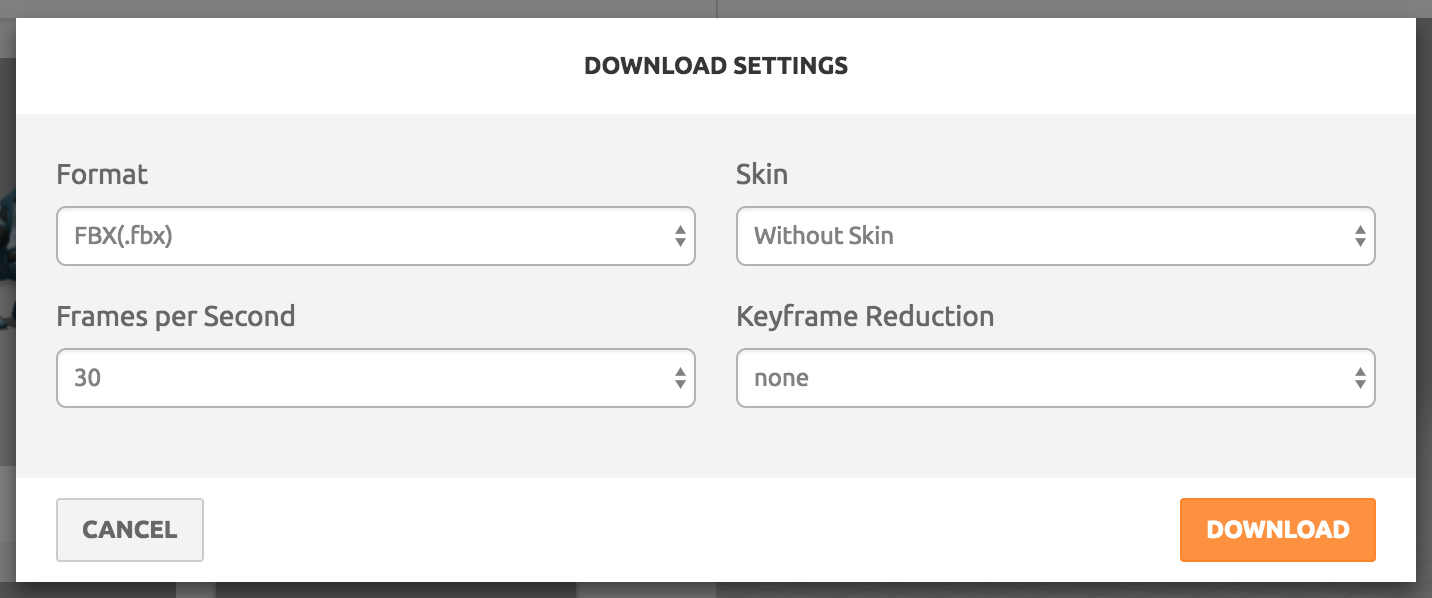 DOWNLOAD SETTINGS
Format
Skin
FBX(.fbx)
Without Skin
Frames per Second
Keyframe Reduction
30
none
CANCEL
DOWNLOAD